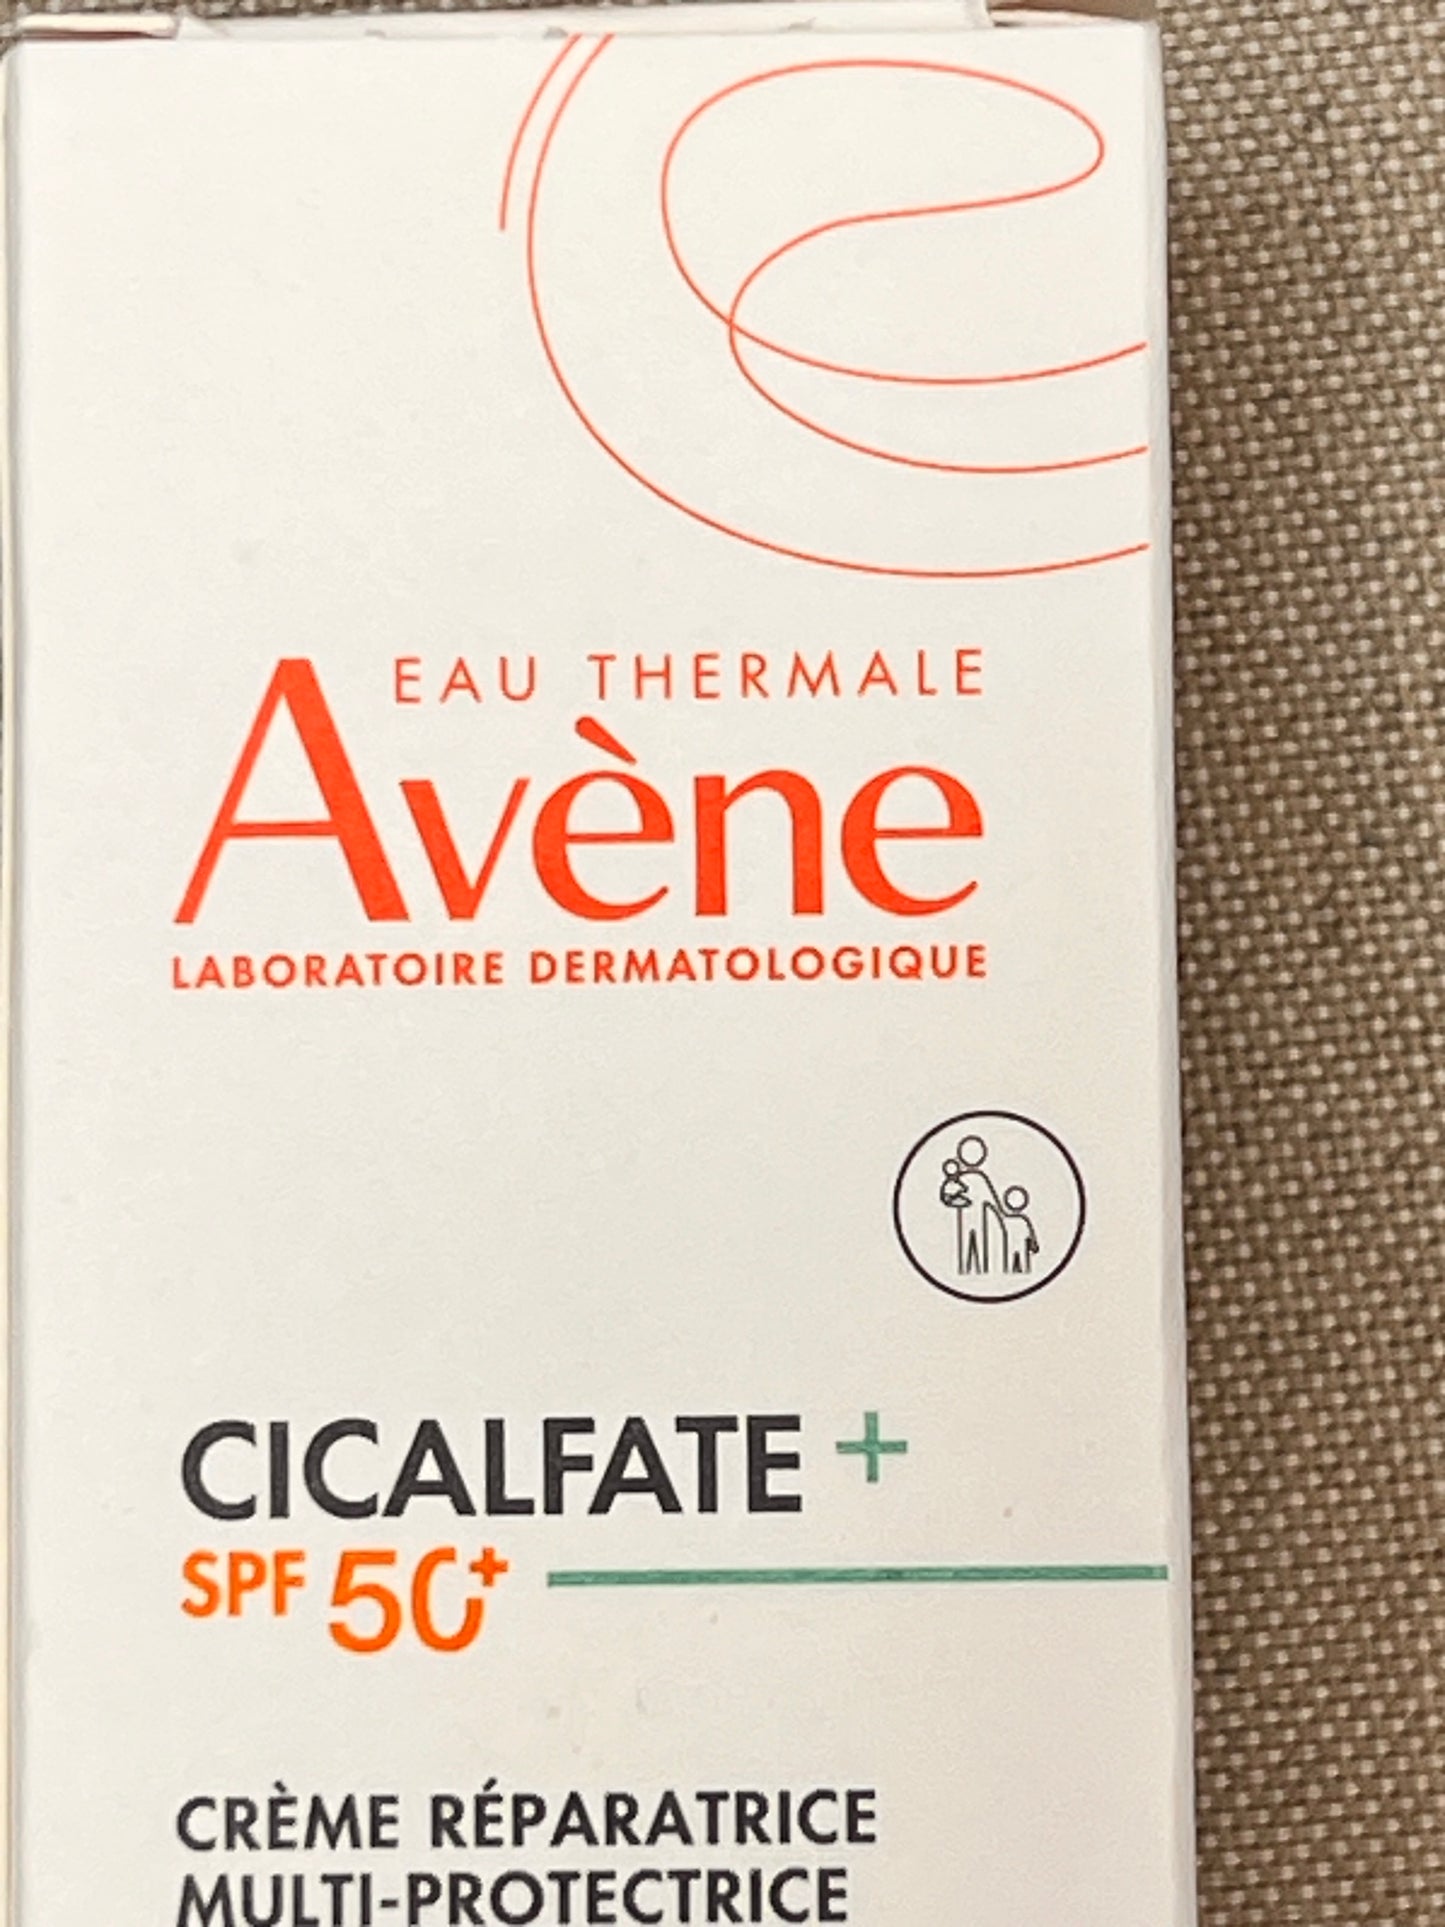 EAU THERMALE
Avène
LABORATOIRE DERMATOLOGIQUE
CICALFATE +
SPF 50+
CRÈME RÉPARATRICE
MULTI-PROTECTRICE